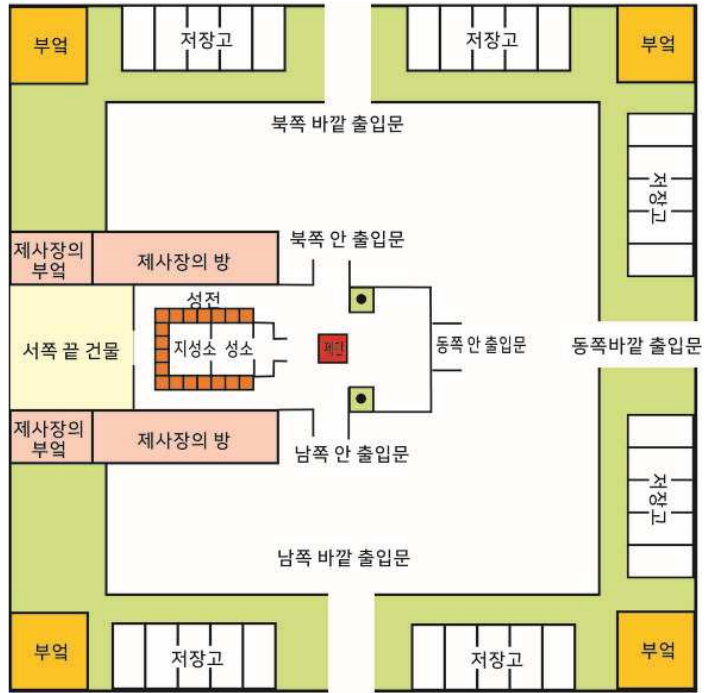 부엌
저장고
저장고
부엌
북쪽 바깥 출입문
저장고
북쪽 안 출입문
제사장의
부엌
제사장의 방
성전
서쪽 끝 건물
지성소 성소
제단
동쪽 안 출입문
동쪽바깥 출입문
제사장의
부엌
제사장의 방
남쪽 안 출입문
저장고
남쪽 바깥 출입문
부엌
저장고
저장고
부엌